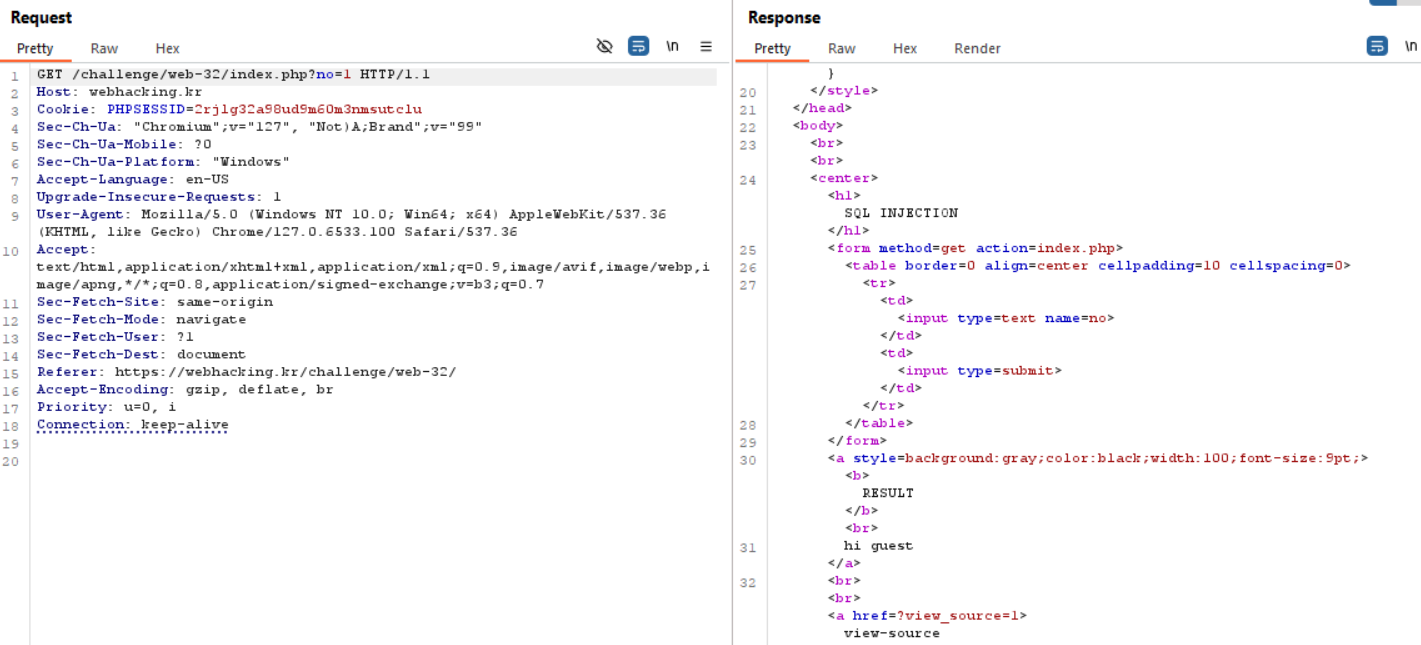 Request
Pretty Raw Hex \n
1 GET /challenge/web-32/index.php?no=1 HTTP/1.1
2 Host: webhacking.kr
3 Cookie: PHPSESSID=2rjlg32a98ud9m60m3nmsutclu
4 Sec-Ch-Ua: "Chromium";v="127", "Not)A;Brand";v="99"
5 Sec-Ch-Ua-Mobile: ?0
6 Sec-Ch-Ua-Platform: "Windows"
7 Accept-Language: en-US
8 Upgrade-Insecure-Requests: 1
9 User-Agent: Mozilla/5.0 (Windows NT 10.0; Win64; x64) AppleWebKit/537.36
(KHTML, like Gecko) Chrome/127.0.6533.100 Safari/537.36
10 Accept:
text/html,application/xhtml+xml,application/xml;q=0.9,image/avif,image/webp,i
mage/apng,*/*;q=0.8,application/signed-exchange;v=b3;q=0.7
11 Sec-Fetch-Site: same-origin
12 Sec-Fetch-Mode: navigate
13 Sec-Fetch-User: ?1
14 Sec-Fetch-Dest: document
15 Referer: https://webhacking.kr/challenge/web-32/
16 Accept-Encoding: gzip, deflate, br
17 Priority: u=0, i
18 Connection: keep-alive
19
20
Response
Pretty Raw Hex Render \n
}
20 </style>
21 </head>
22 <body>
23 <br>
<br>
24 <center>
<h1>
SQL INJECTION
</h1>
25 <form method=get action=index.php>
26 <table border=0 align=center cellpadding=10 cellspacing=0>
27 <tr>
<td>
<input type=text name=no>
</td>
<td>
<input type=submit>
</td>
</tr>
28 </table>
29 </form>
30 <a style=background:gray;color:black;width:100;font-size:9pt;>
<b>
RESULT
</b>
<br>
31 hi guest
</a>
32 <br>
<br>
<a href=?view_source=1>
view-source